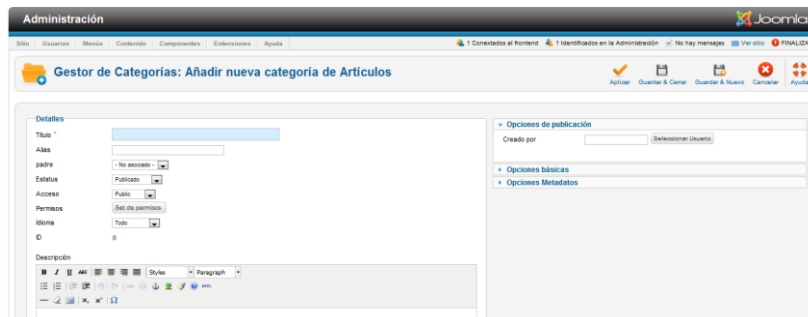 Administración
Joomla
Sitio Usuarios Menús Contenido Componentes Extensiones Ayuda 1 Conectados al frontend 1 Identificados en la Administración No hay mensajes Ver sitio FINALIZA
Gestor de Categorías: Añadir nueva categoría de Artículos
Aplicar Guardar & Cerrar Guardar & Nuevo Cancelar Ayuda
Detalles
Título *
Alias
padre - No asociado -
Estatus Publicado
Acceso Public
Permisos Set de permisos
Idioma Todo
ID 0
Descripción
B I U ABC Styles Paragraph
HTML
x, x² Ω
Opciones de publicación
Creado por Seleccionar Usuario
Opciones básicas
Opciones Metadatos